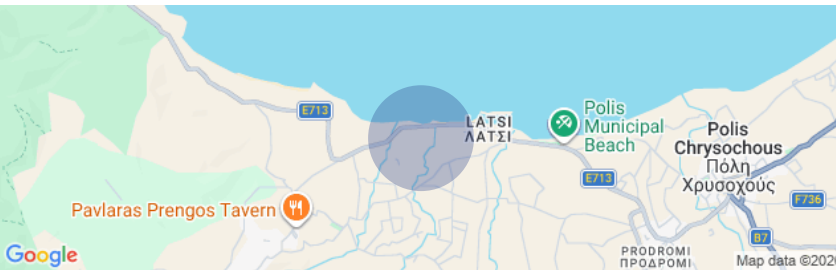 E713
LATSI
ΛΑΤΣΙ
Polis
Municipal
Beach
Polis
Chrysochous
Πόλη
Χρυσοχούς
E713
F736
Pavlaras Prengos Tavern
B7
PRODROMI
ΠΡΟΔΡΟΜΙ
Google
Map data ©202